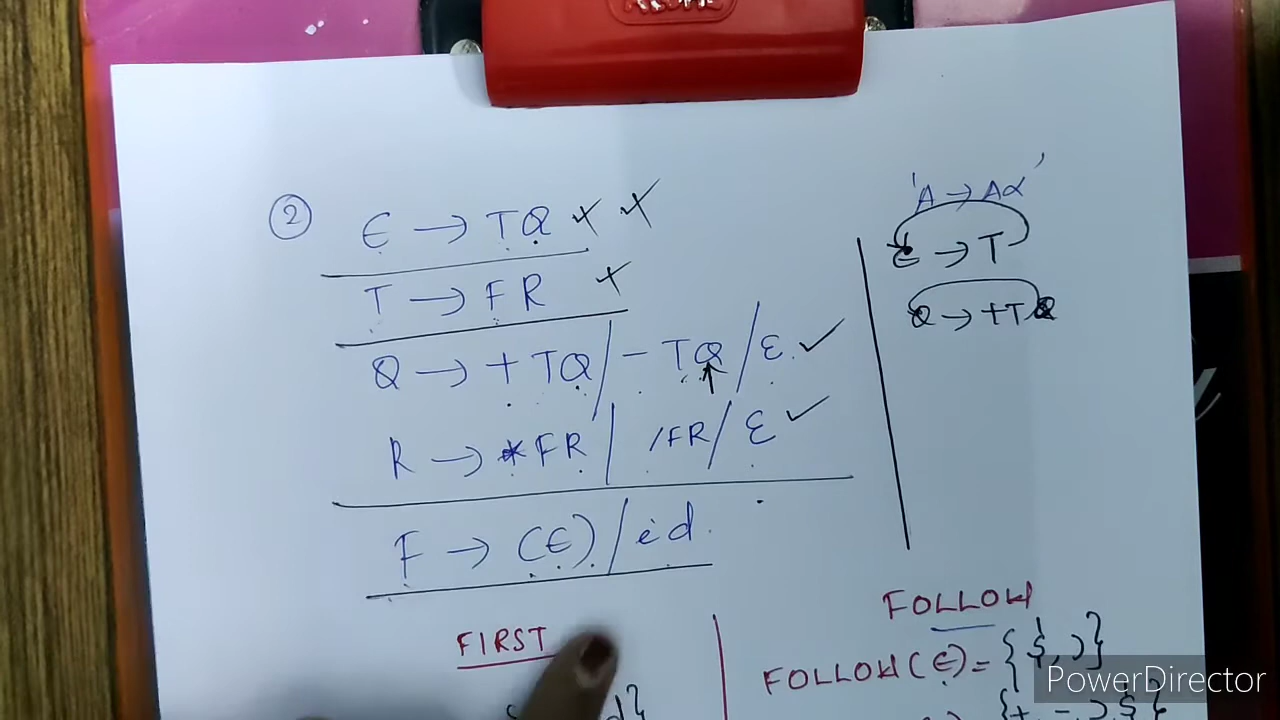 ② E → TQ × ×
T → FR ×
Q → + TQ / - TQ / ε ✓
R → *FR | /FR / ε ✓
F → (E) / id.
'A → Aα'
E → T
Q → +TQ
FIRST
d}
FOLLOW
FOLLOW(E) = {$, )}
{+, -, ), $}
PowerDirector